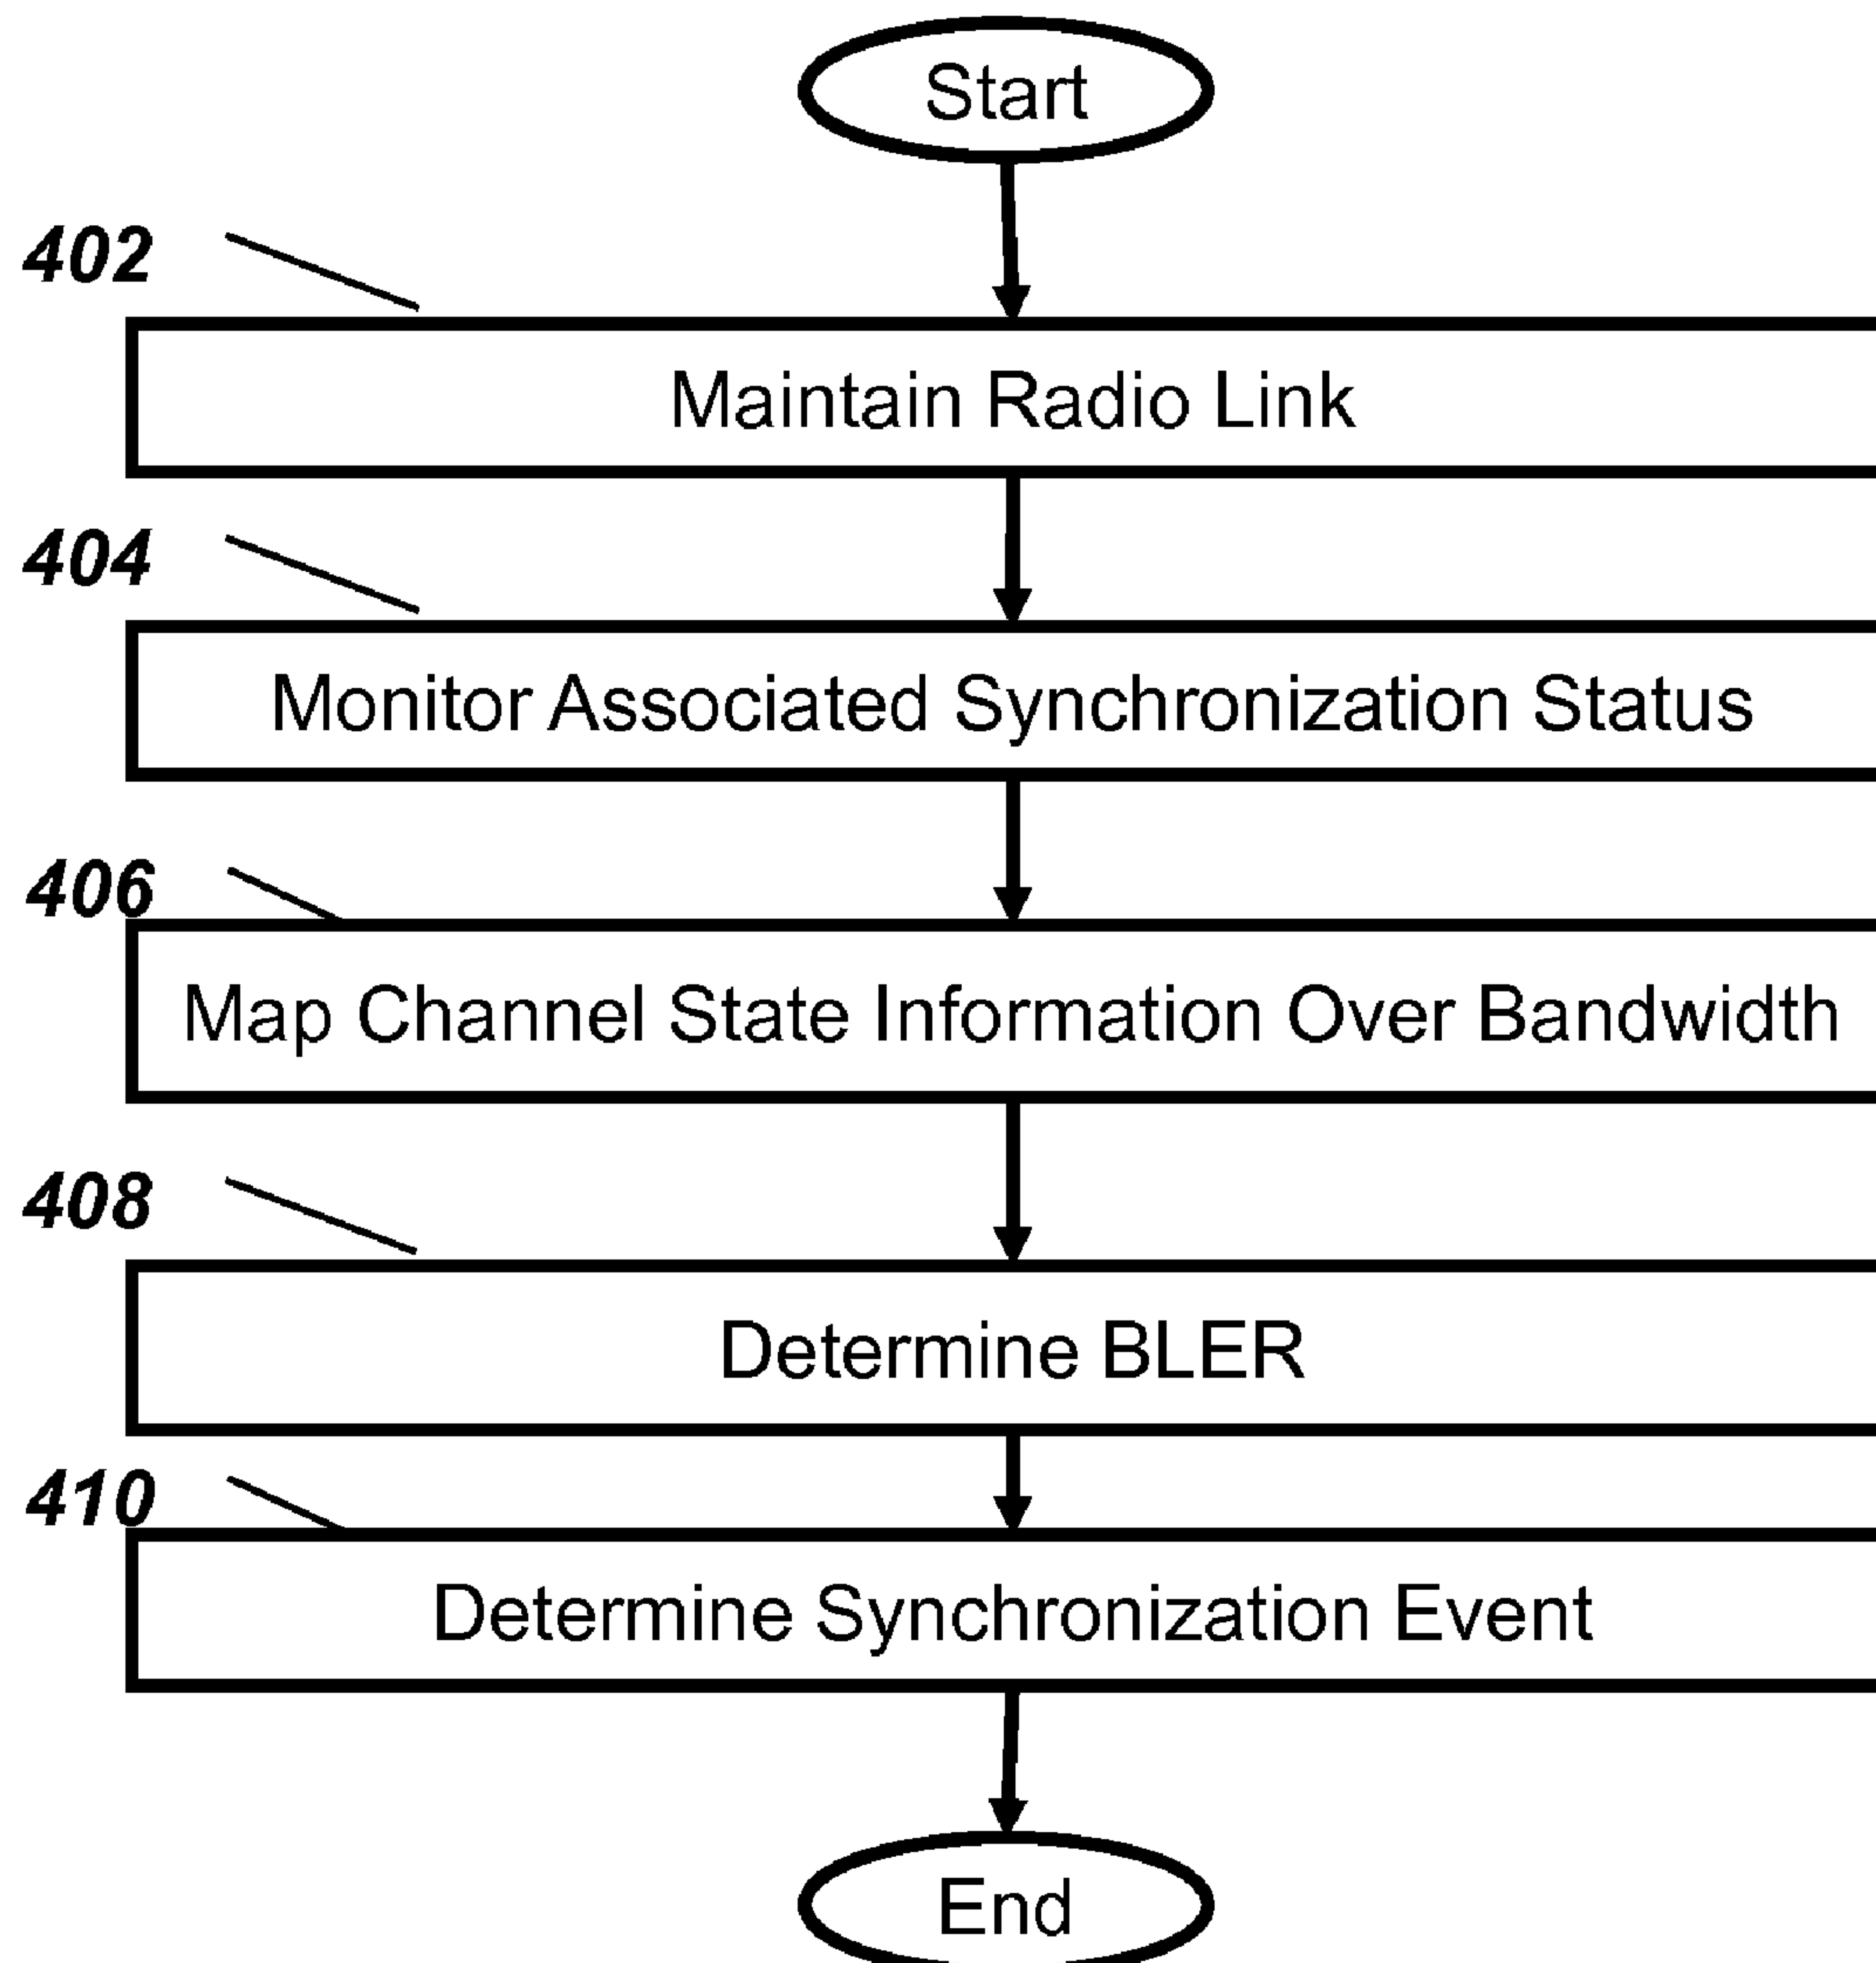 Start
402
Maintain Radio Link
404
Monitor Associated Synchronization Status
406
Map Channel State Information Over Bandwidth
408
Determine BLER
410
Determine Synchronization Event
End